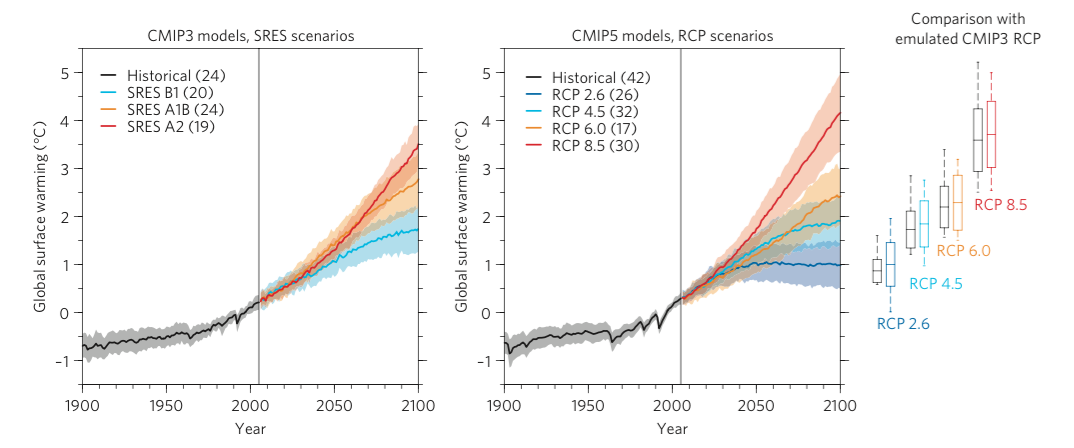 CMIP3 models, SRES scenarios
Global surface warming (°C)
5
4
3
2
1
0
−1
Historical (24)
SRES B1 (20)
SRES A1B (24)
SRES A2 (19)
1900
1950
2000
2050
2100
Year
CMIP5 models, RCP scenarios
Global surface warming (°C)
5
4
3
2
1
0
−1
Historical (42)
RCP 2.6 (26)
RCP 4.5 (32)
RCP 6.0 (17)
RCP 8.5 (30)
1900
1950
2000
2050
2100
Year
Comparison with
emulated CMIP3 RCP
RCP 8.5
RCP 6.0
RCP 4.5
RCP 2.6